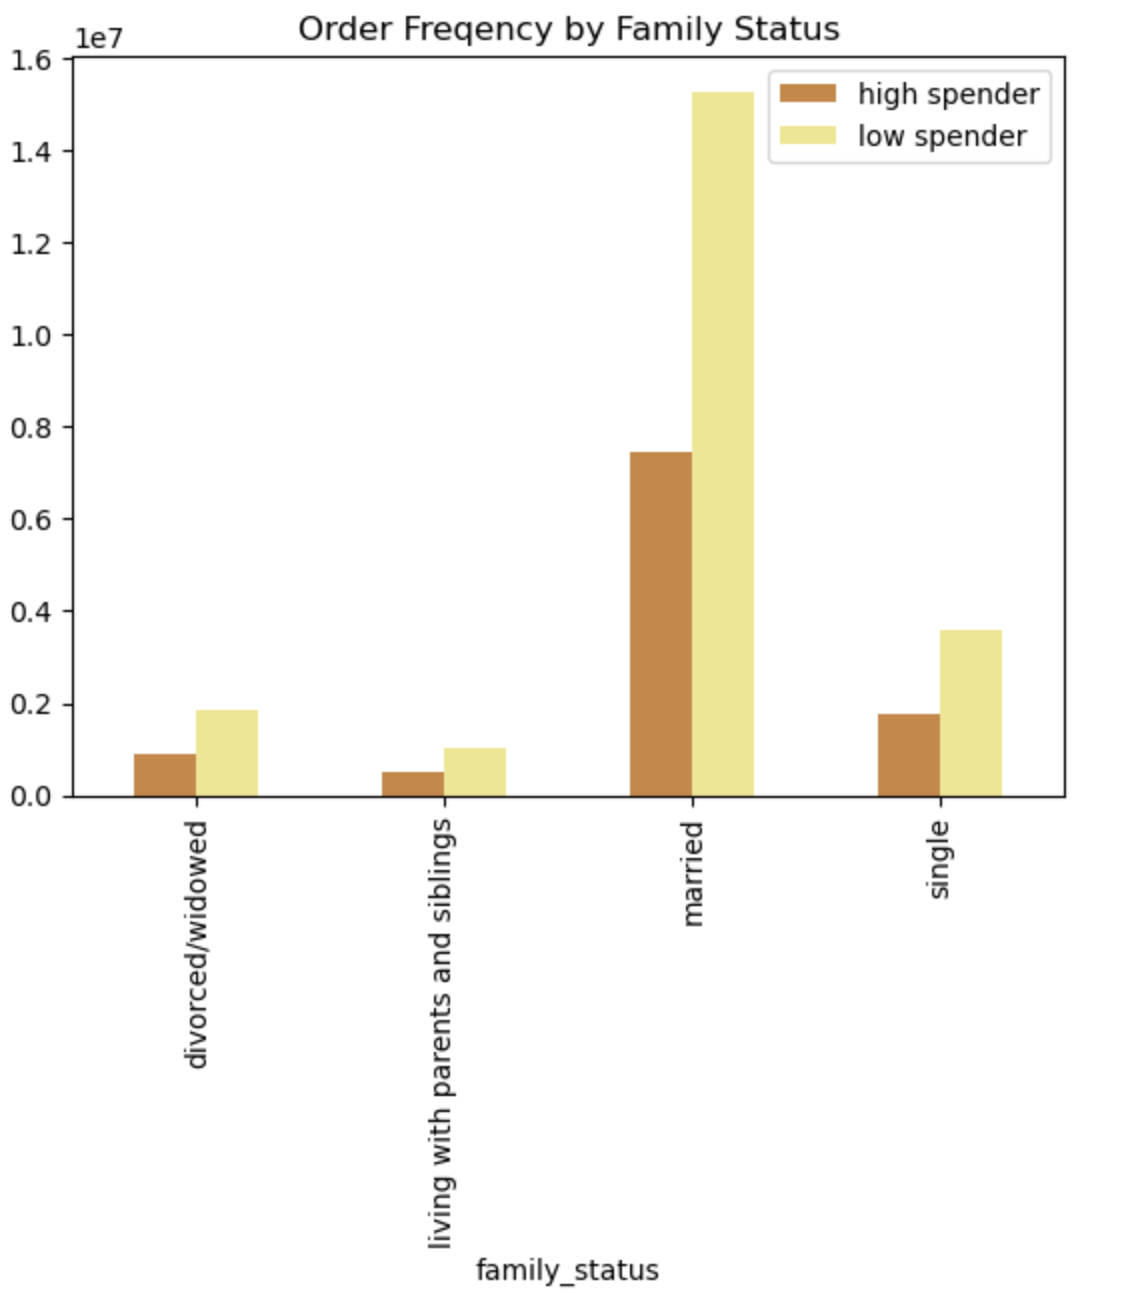 Order Freqency by Family Status
1e7
high spender
low spender
1.6
1.4
1.2
1.0
0.8
0.6
0.4
0.2
0.0
divorced/widowed
living with parents and siblings
married
single
family_status